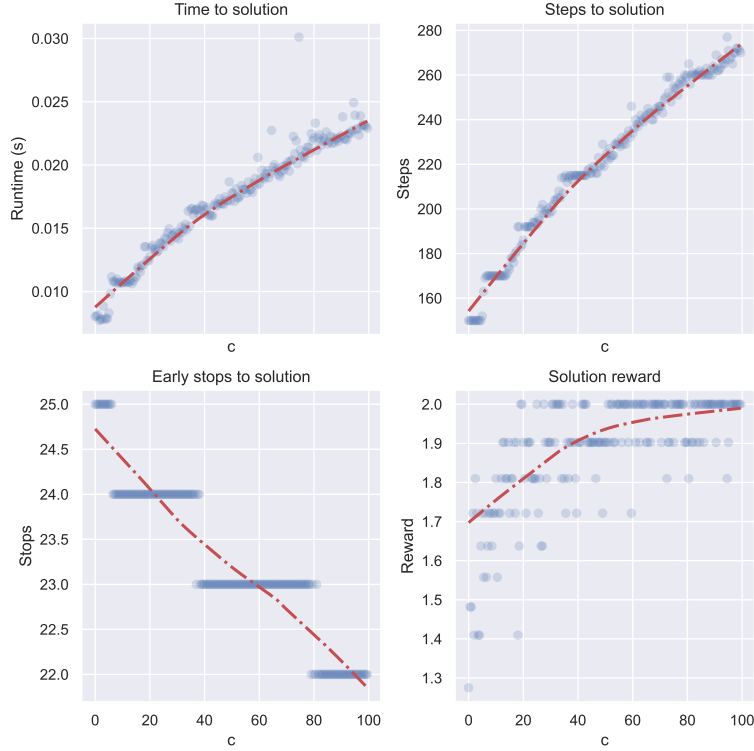 Time to solution
Steps to solution
0.030
0.025
0.020
0.015
0.010
Runtime (s)
c
280
260
240
220
200
180
160
Steps
c
Early stops to solution
Solution reward
25.0
24.5
24.0
23.5
23.0
22.5
22.0
Stops
0 20 40 60 80 100
c
2.0
1.9
1.8
1.7
1.6
1.5
1.4
1.3
Reward
0 20 40 60 80 100
c